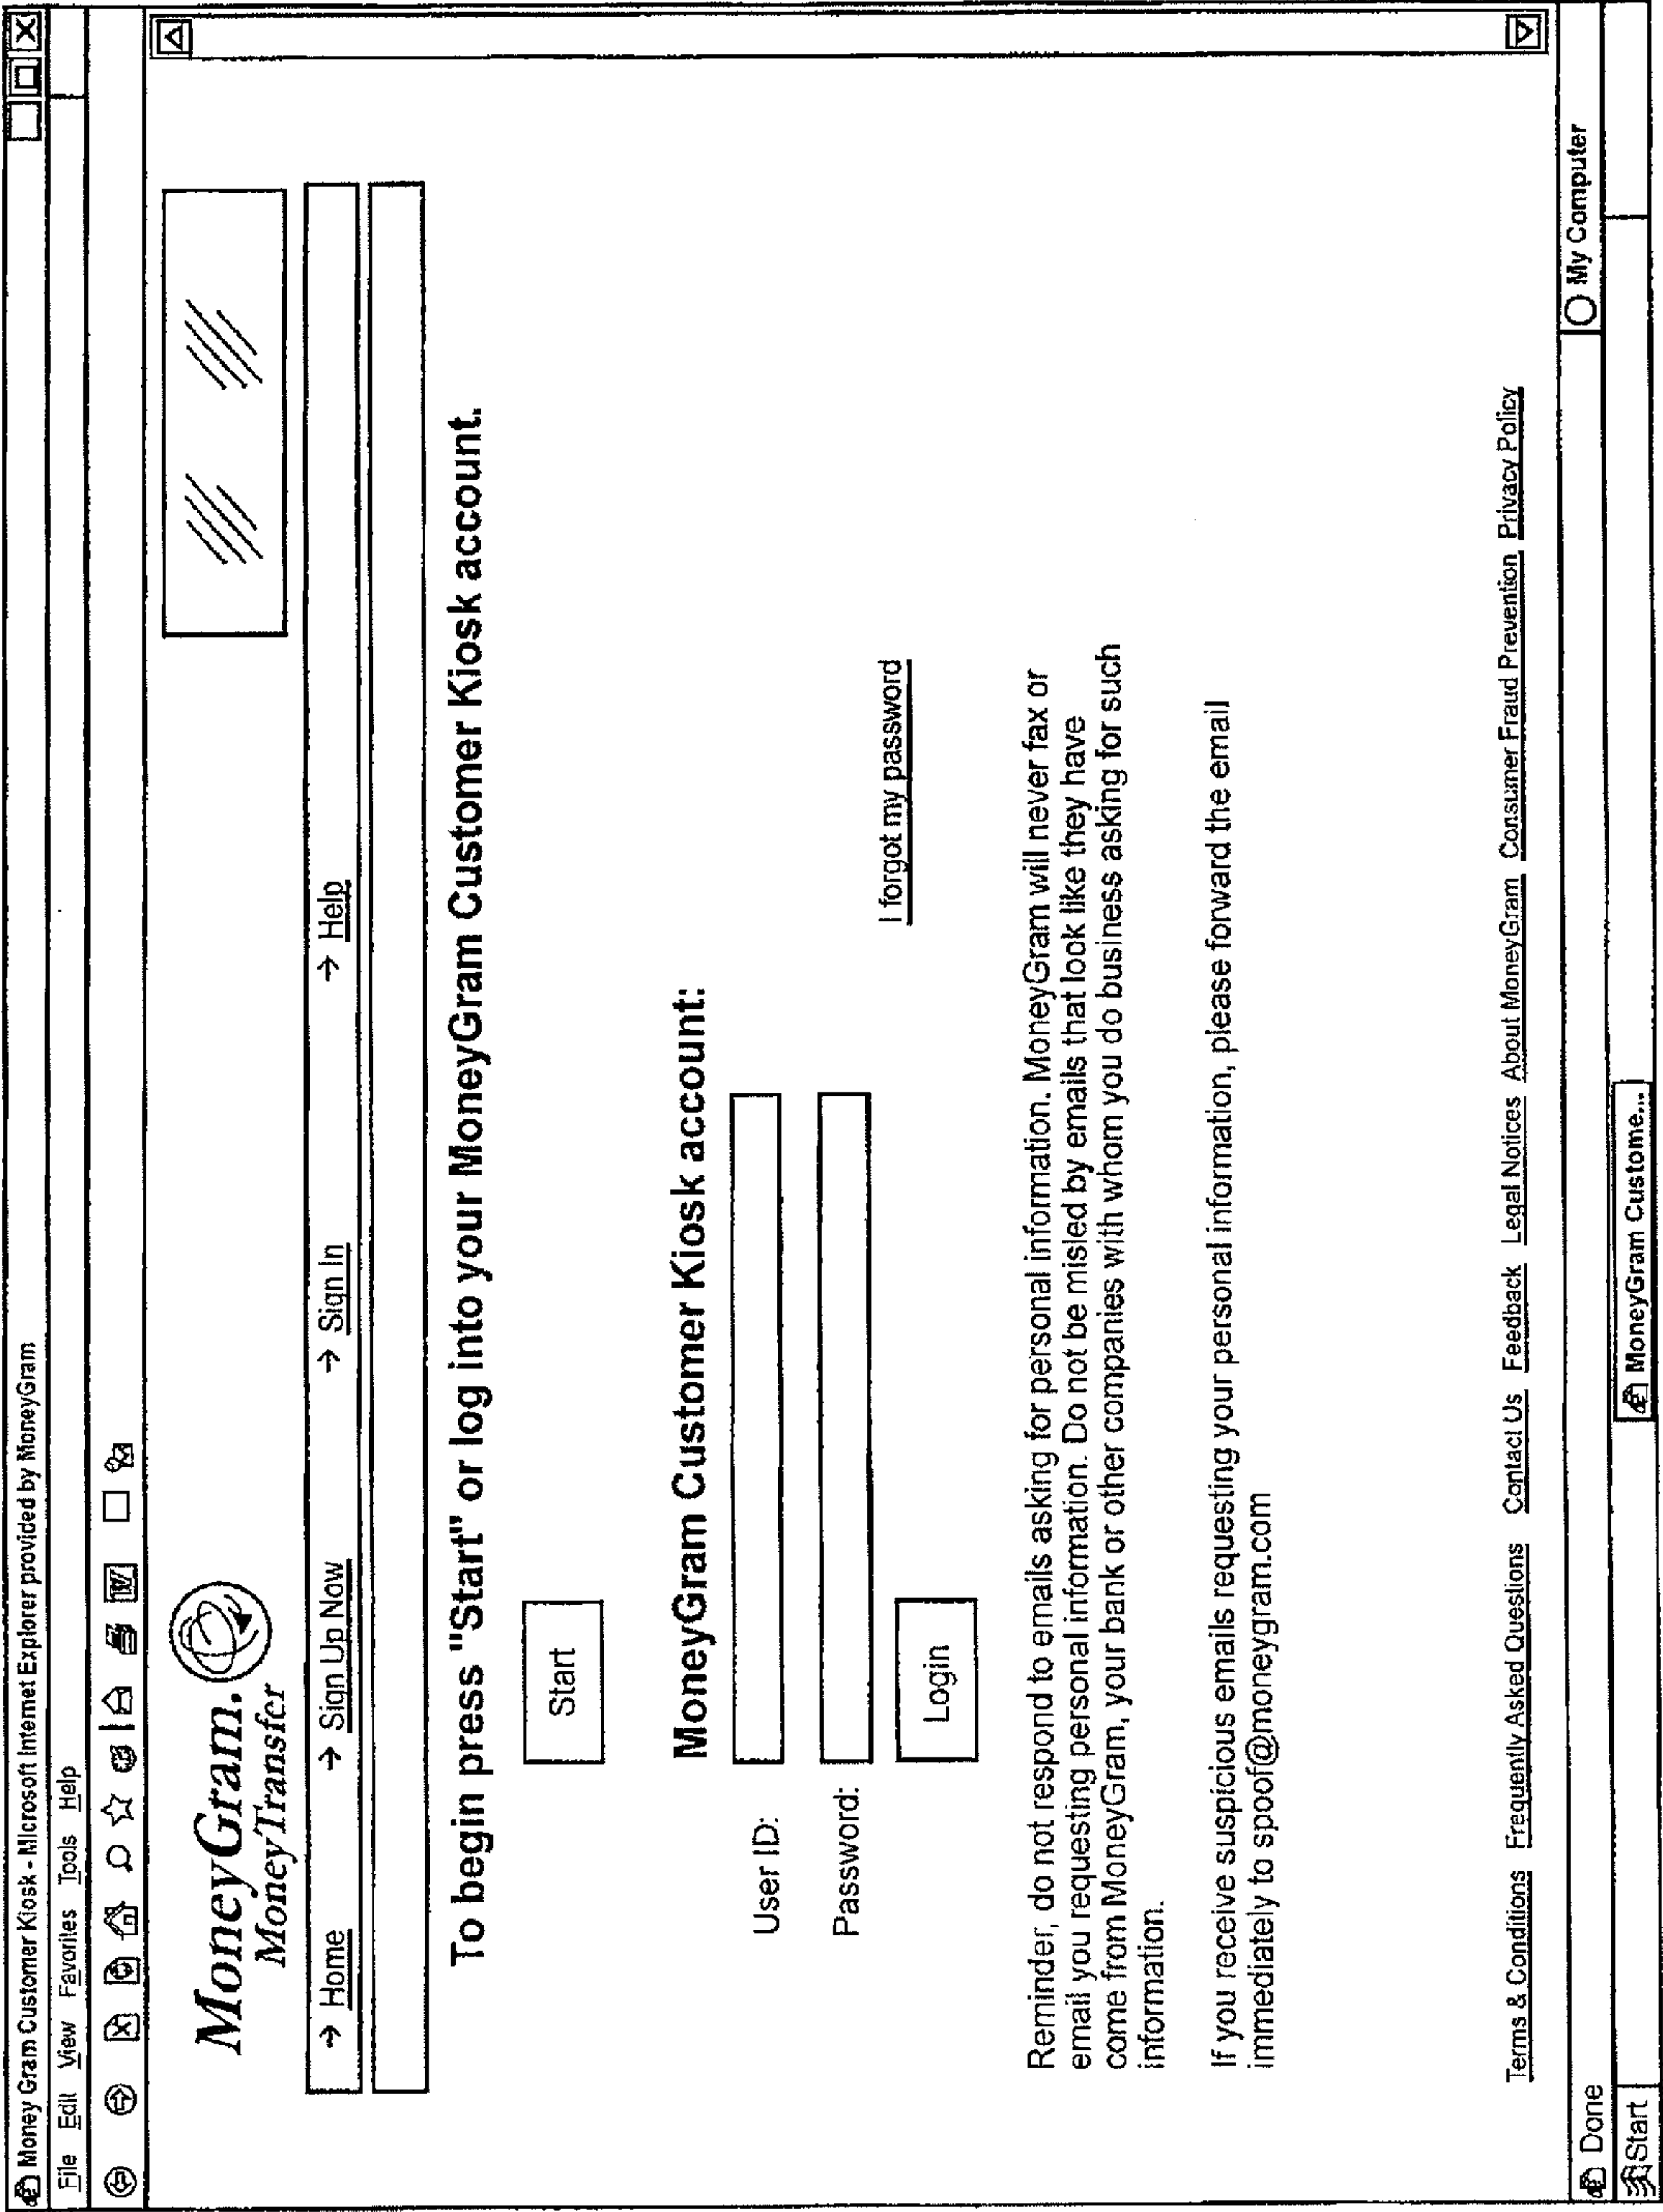 Money Gram Customer Kiosk - Microsoft Internet Explorer provided by MoneyGram
File Edit View Favorites Tools Help
MoneyGram.
MoneyTransfer
→ Home → Sign Up Now → Sign In → Help
To begin press "Start" or log into your MoneyGram Customer Kiosk account.
Start
MoneyGram Customer Kiosk account:
User ID:
Password:
Login
I forgot my password
Reminder, do not respond to emails asking for personal information. MoneyGram will never fax or
email you requesting personal information. Do not be misled by emails that look like they have
come from MoneyGram, your bank or other companies with whom you do business asking for such
information.
If you receive suspicious emails requesting your personal information, please forward the email
immediately to spoof@moneygram.com
Terms & Conditions Frequently Asked Questions Contact Us Feedback Legal Notices About MoneyGram Consumer Fraud Prevention Privacy Policy
Done My Computer
Start MoneyGram Custome...